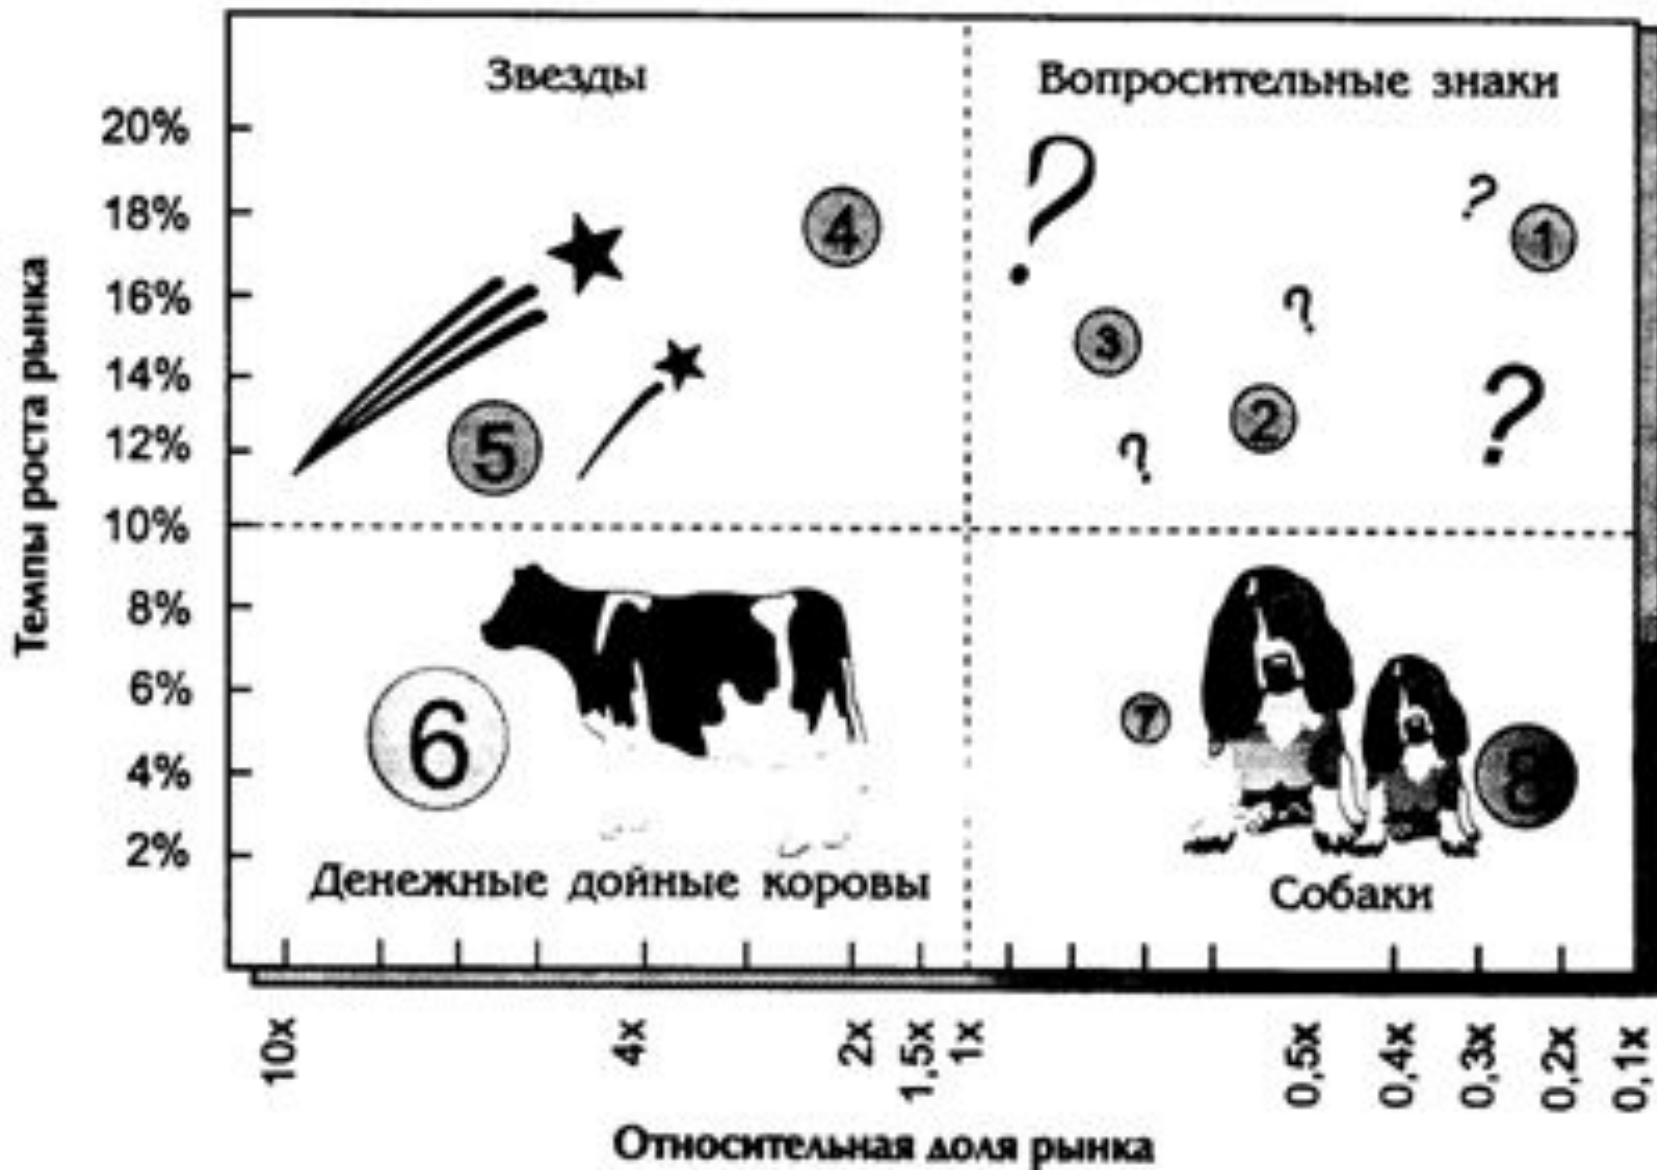 Звезды
Вопросительные знаки
20%
18%
16%
14%
12%
10%
8%
6%
4%
2%
Темпы роста рынка
4
1
3
2
5
6
7
8
?
?
?
?
?
Денежные дойные коровы
Собаки
10x
4x
2x
1,5x
1x
0,5x
0,4x
0,3x
0,2x
0,1x
Относительная доля рынка